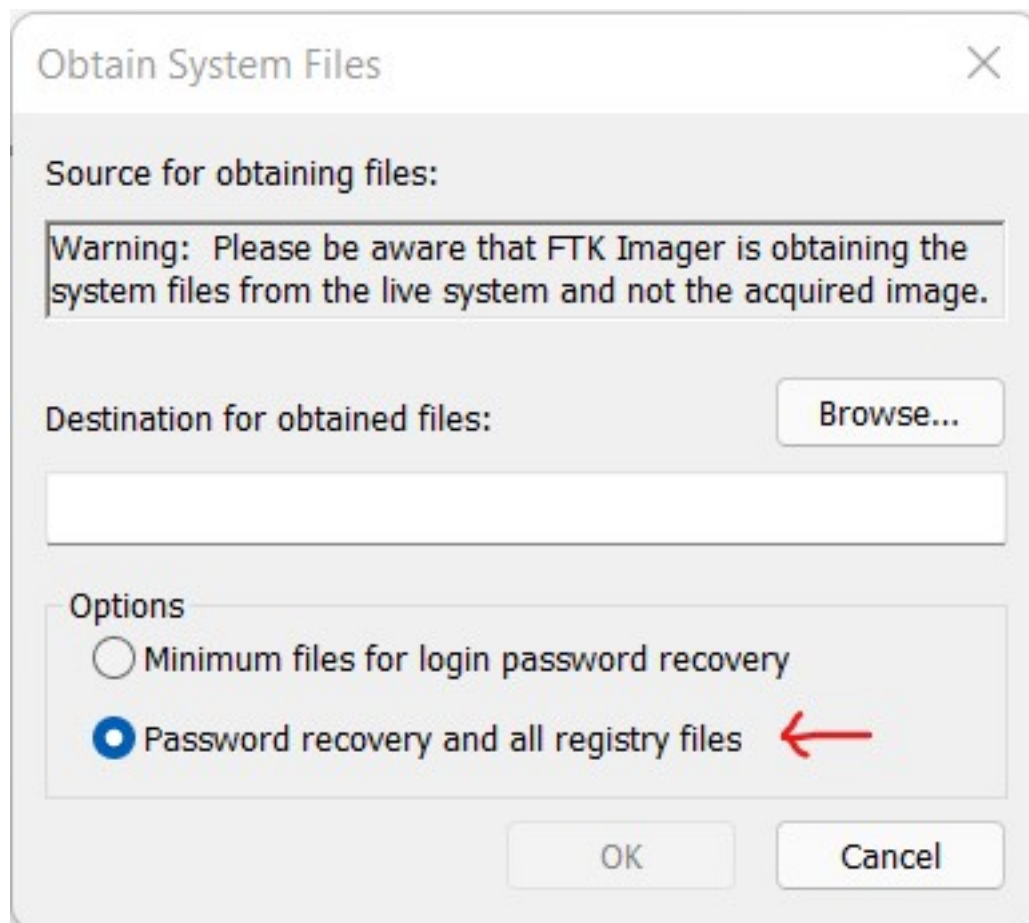 Obtain System Files
Source for obtaining files:
Warning:  Please be aware that FTK Imager is obtaining the
system files from the live system and not the acquired image.
Destination for obtained files:
Browse...
Options
Minimum files for login password recovery
Password recovery and all registry files
OK
Cancel